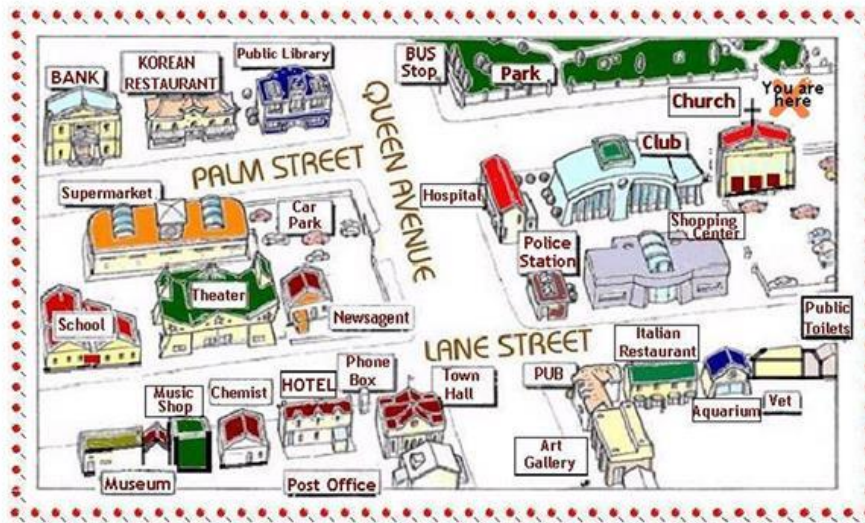 BANK
KOREAN
RESTAURANT
Public Library
BUS
Stop
Park
Church
You are
here
QUEEN AVENUE
PALM STREET
Supermarket
Car
Park
Hospital
Club
Shopping
Center
Police
Station
School
Theater
Newsagent
LANE STREET
Italian
Restaurant
Public
Toilets
Music
Shop
Chemist
HOTEL
Phone
Box
Town
Hall
PUB
Aquarium
Vet
Museum
Post Office
Art
Gallery